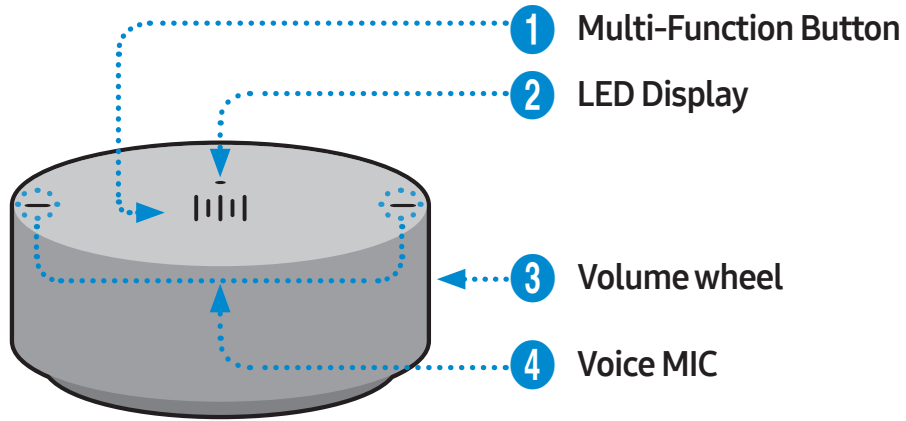 1 Multi-Function Button
2 LED Display
3 Volume wheel
4 Voice MIC